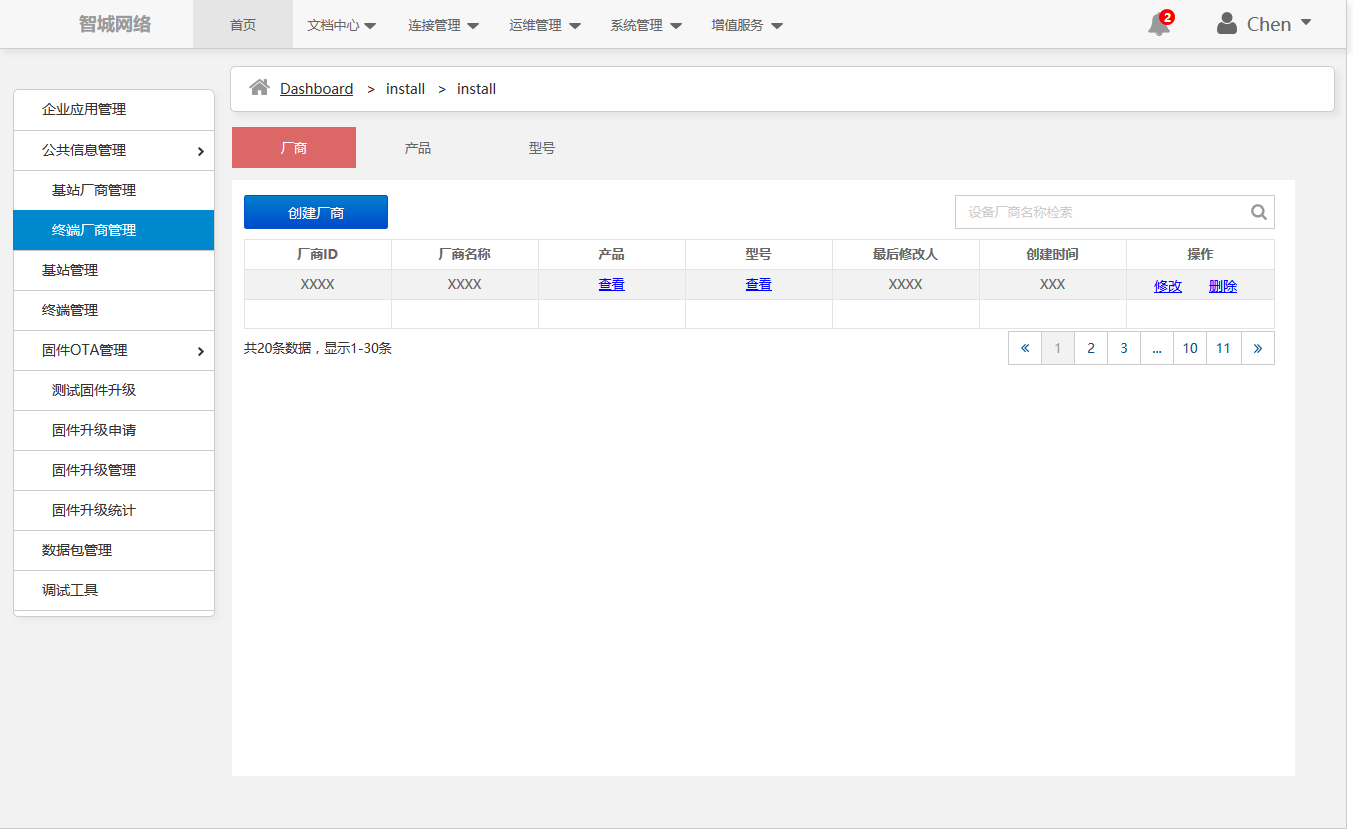 智城网络 首页 文档中心 连接管理 运维管理 系统管理 增值服务 2 Chen
Dashboard > install > install
企业应用管理
公共信息管理
基站厂商管理
终端厂商管理
基站管理
终端管理
固件OTA管理
测试固件升级
固件升级申请
固件升级管理
固件升级统计
数据包管理
调试工具
厂商 产品 型号
创建厂商 设备厂商名称检索
厂商ID 厂商名称 产品 型号 最后修改人 创建时间 操作
XXXX XXXX 查看 查看 XXXX XXX 修改 删除
共20条数据，显示1-30条 « 1 2 3 ... 10 11 »